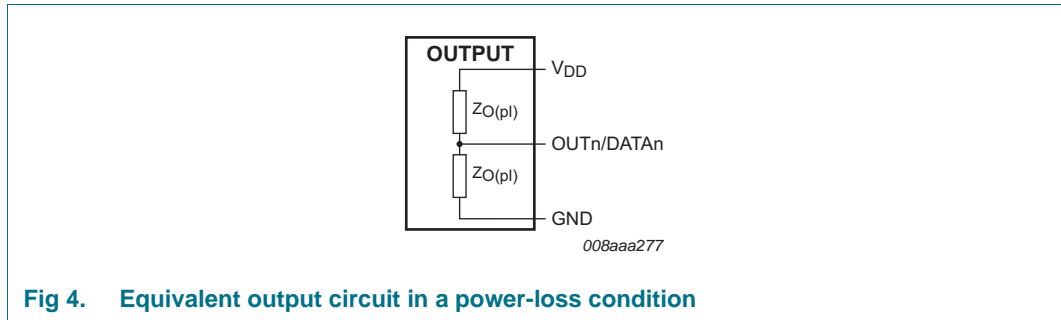 OUTPUT
VDD
ZO(pl)
OUTn/DATAn
ZO(pl)
GND
008aaa277
Fig 4. Equivalent output circuit in a power-loss condition